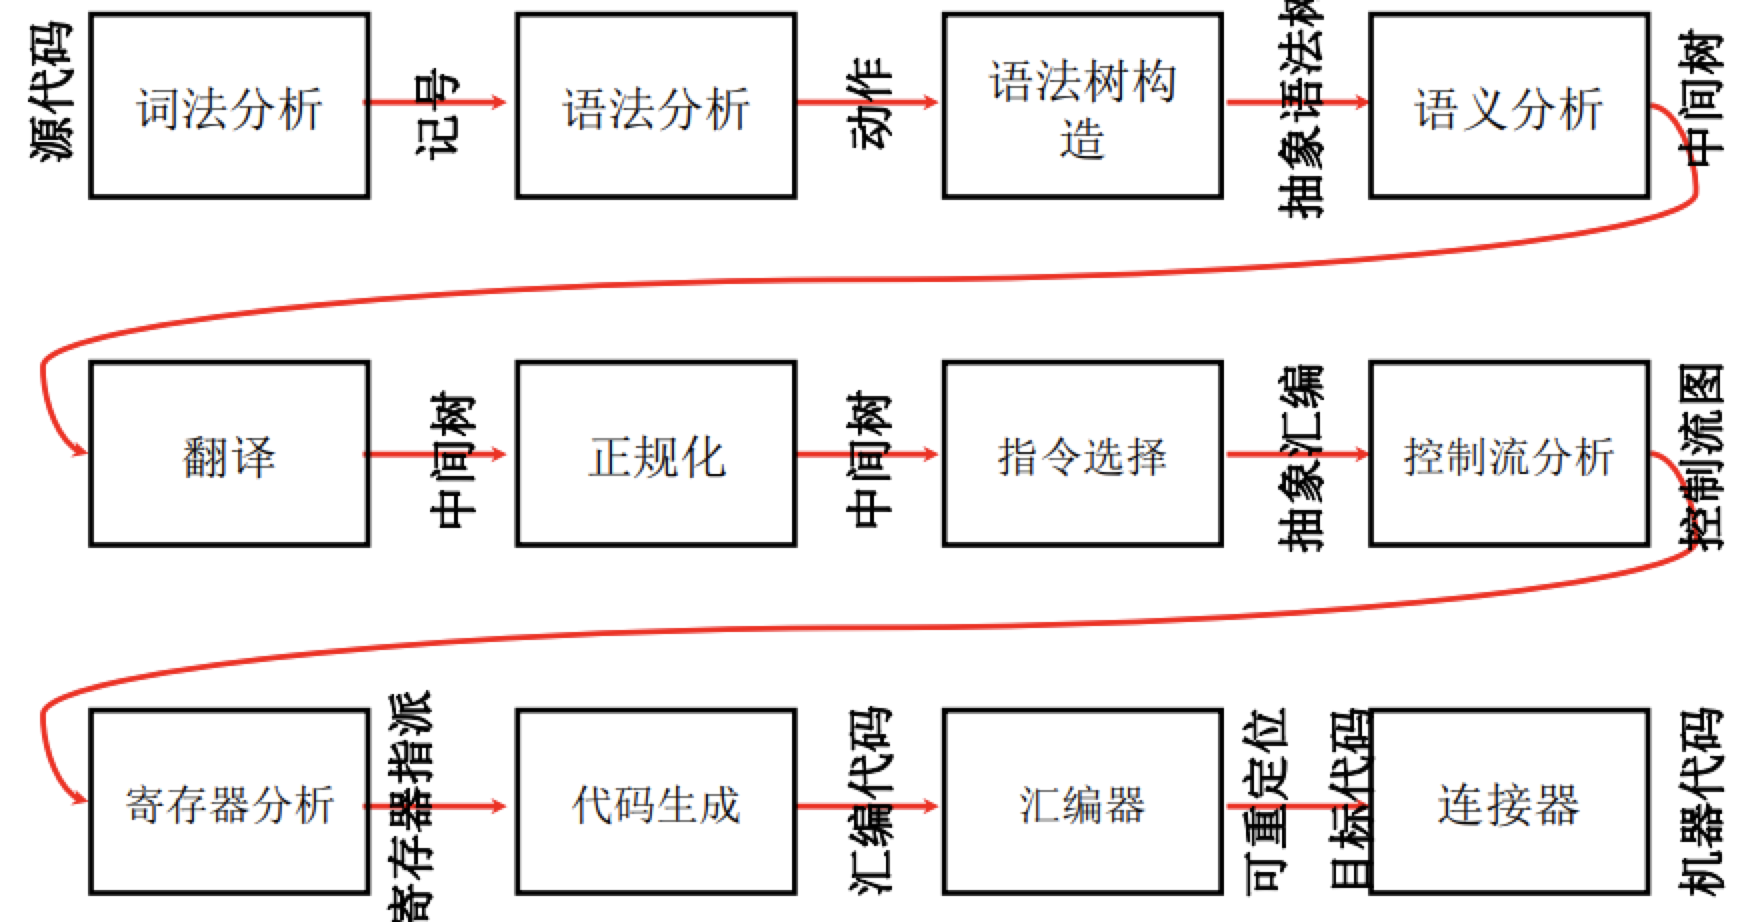 源代码
词法分析
记号
语法分析
动作
语法树构
造
抽象语法树
语义分析
中间树
翻译
中间树
正规化
中间树
指令选择
抽象汇编
控制流分析
控制流图
寄存器分析
寄存器指派
代码生成
汇编代码
汇编器
可重定位
目标代码
连接器
机器代码